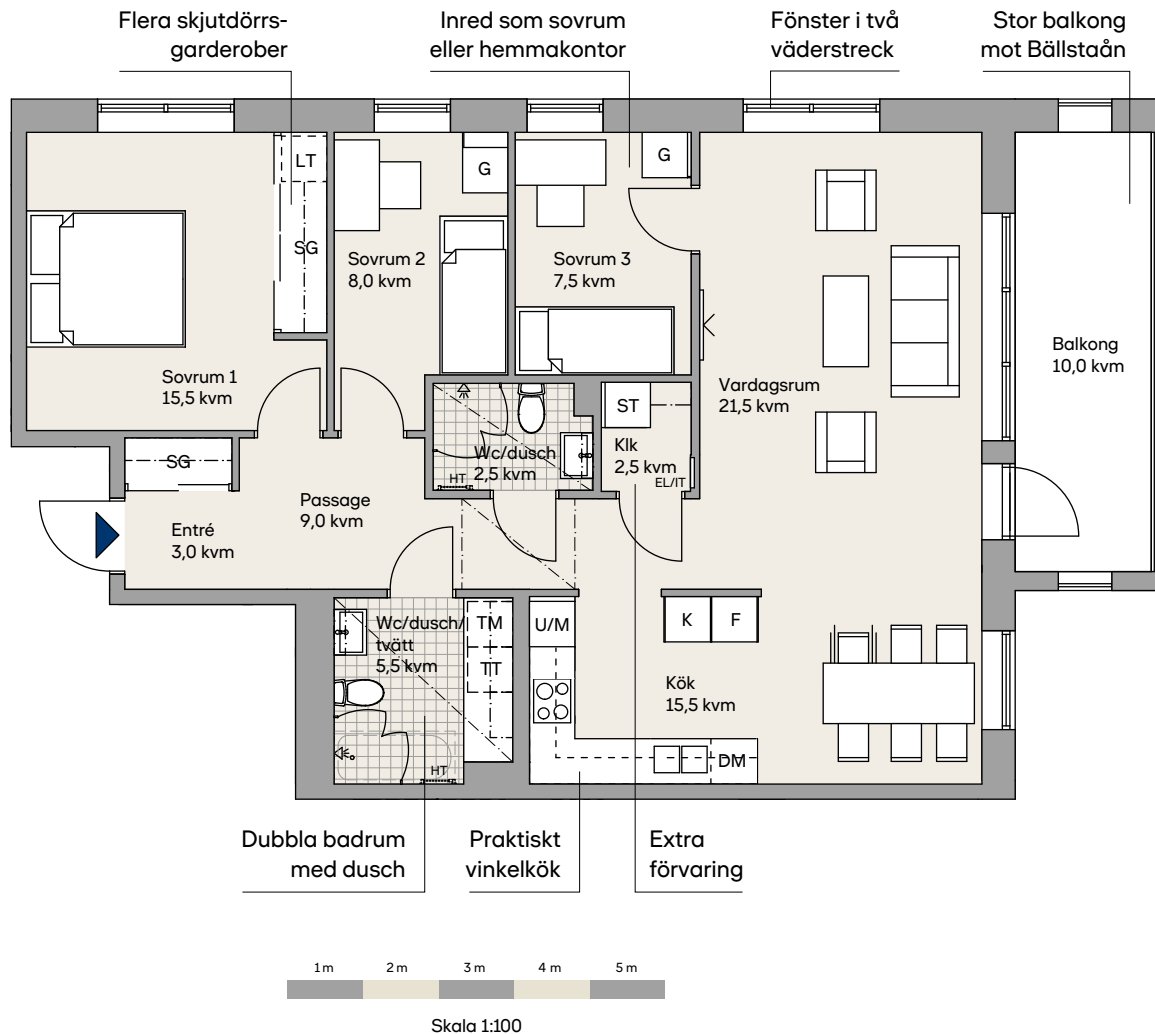 Flera skjutdörrs-
garderober
Inred som sovrum
eller hemmakontor
Fönster i två
väderstreck
Stor balkong
mot Bällstaån
LT
SG
G
G
Sovrum 2
8,0 kvm
Sovrum 3
7,5 kvm
Sovrum 1
15,5 kvm
Vardagsrum
21,5 kvm
Balkong
10,0 kvm
ST
SG
Wc/dusch
2,5 kvm
HT
Klk
2,5 kvm
EL/IT
Passage
9,0 kvm
Entré
3,0 kvm
Wc/dusch/
tvätt
5,5 kvm
TM
TT
HT
U/M
K
F
Kök
15,5 kvm
DM
Dubbla badrum
med dusch
Praktiskt
vinkelkök
Extra
förvaring
1 m 2 m 3 m 4 m 5 m
Skala 1:100